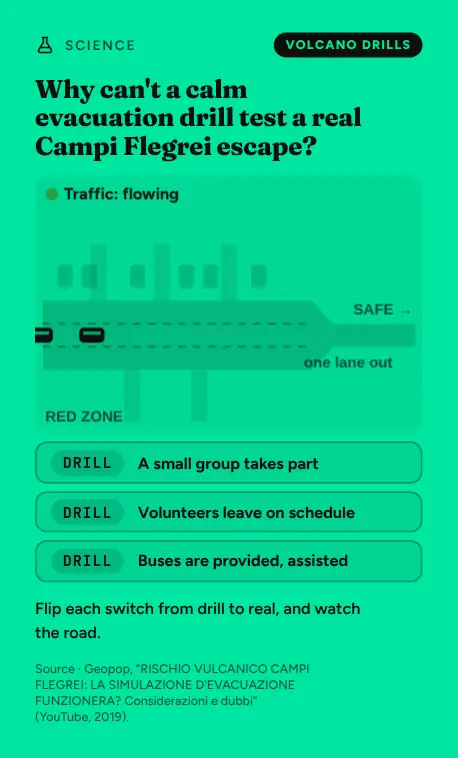 SCIENCE
VOLCANO DRILLS
Why can't a calm
evacuation drill test a real
Campi Flegrei escape?
Traffic: flowing
SAFE →
one lane out
RED ZONE
DRILL A small group takes part
DRILL Volunteers leave on schedule
DRILL Buses are provided, assisted
Flip each switch from drill to real, and watch
the road.
Source · Geopop, "RISCHIO VULCANICO CAMPI
FLEGREI: LA SIMULAZIONE D'EVACUAZIONE
FUNZIONERA? Considerazioni e dubbi"
(YouTube, 2019).